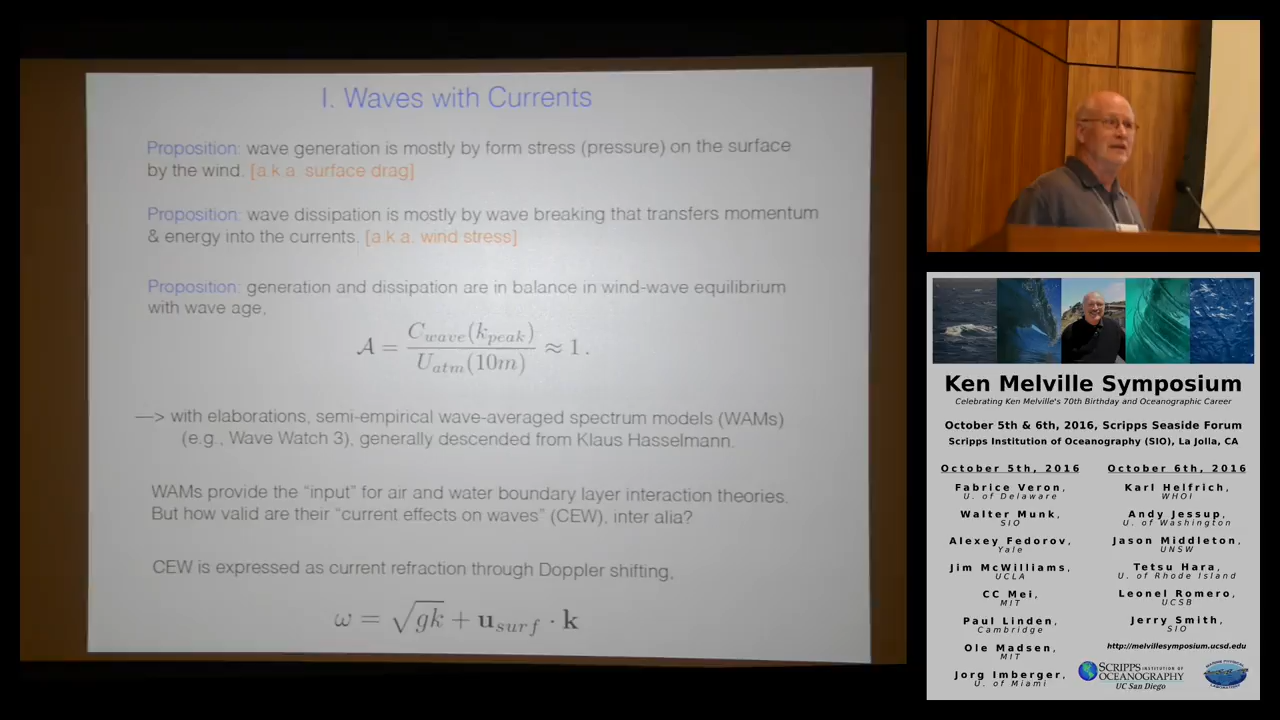 I. Waves with Currents
Proposition: wave generation is mostly by form stress (pressure) on the surface
by the wind. [a.k.a. surface drag]
Proposition: wave dissipation is mostly by wave breaking that transfers momentum
& energy into the currents. [a.k.a. wind stress]
Proposition: generation and dissipation are in balance in wind-wave equilibrium
with wave age,
𝒜 = C_wave(k_peak) / U_atm(10m) ≈ 1 .
—> with elaborations, semi-empirical wave-averaged spectrum models (WAMs)
(e.g., Wave Watch 3), generally descended from Klaus Hasselmann.
WAMs provide the “input” for air and water boundary layer interaction theories.
But how valid are their “current effects on waves” (CEW), inter alia?
CEW is expressed as current refraction through Doppler shifting,
ω = √gk + u_surf · k
Ken Melville Symposium
Celebrating Ken Melville's 70th Birthday and Oceanographic Career
October 5th & 6th, 2016, Scripps Seaside Forum
Scripps Institution of Oceanography (SIO), La Jolla, CA
October 5th, 2016
Fabrice Veron,
U. of Delaware
Walter Munk,
SIO
Alexey Fedorov,
Yale
Jim McWilliams,
UCLA
CC Mei,
MIT
Paul Linden,
Cambridge
Ole Madsen,
MIT
Jorg Imberger,
U. of Miami
October 6th, 2016
Karl Helfrich,
WHOI
Andy Jessup,
U. of Washington
Jason Middleton,
UNSW
Tetsu Hara,
U. of Rhode Island
Leonel Romero,
UCSB
Jerry Smith,
SIO
http://melvillesymposium.ucsd.edu
SCRIPPS INSTITUTION OF
OCEANOGRAPHY
UC San Diego